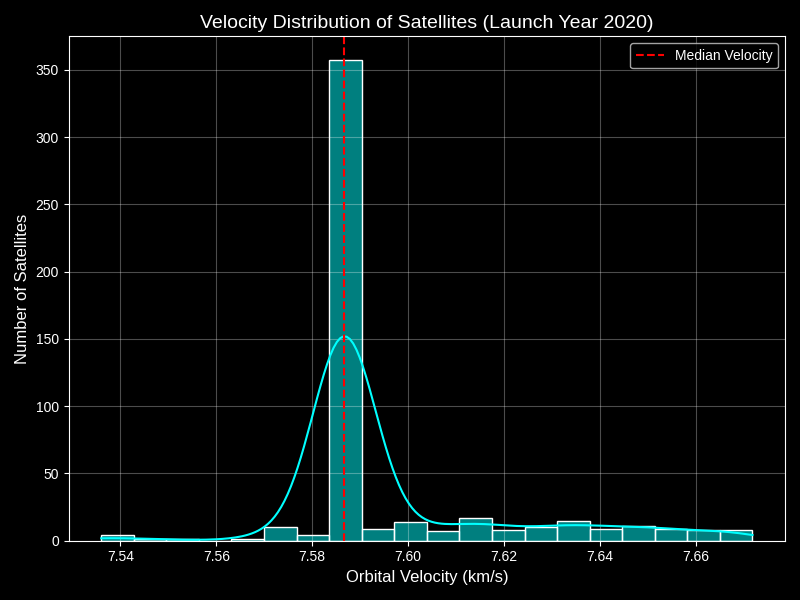 Velocity Distribution of Satellites (Launch Year 2020)
Median Velocity
Number of Satellites
350
300
250
200
150
100
50
0
7.54 7.56 7.58 7.60 7.62 7.64 7.66
Orbital Velocity (km/s)